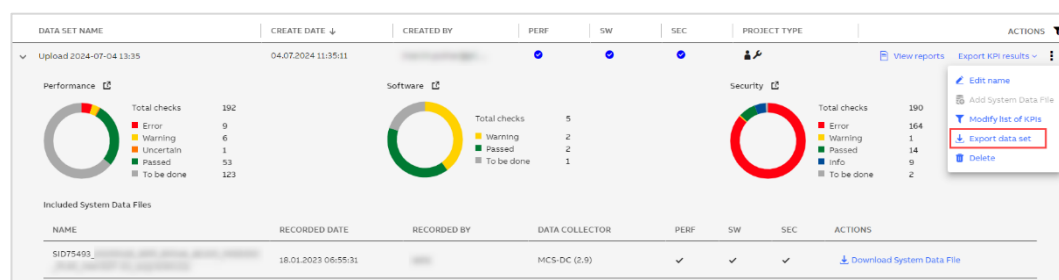 DATA SET NAME CREATE DATE ↓ CREATED BY PERF SW SEC PROJECT TYPE ACTIONS
Upload 2024-07-04 13:35 04.07.2024 11:35:11 View reports Export KPI results
Edit name
Add System Data File
Modify list of KPIs
Export data set
Delete
Performance
Total checks 192
Error 9
Warning 6
Uncertain 1
Passed 53
To be done 123
Software
Total checks 5
Warning 2
Passed 2
To be done 1
Security
Total checks 190
Error 164
Warning 1
Passed 14
Info 9
To be done 2
Included System Data Files
NAME RECORDED DATE RECORDED BY DATA COLLECTOR PERF SW SEC ACTIONS
SID75493_ 18.01.2023 06:55:31 MCS-DC (2.9) Download System Data File